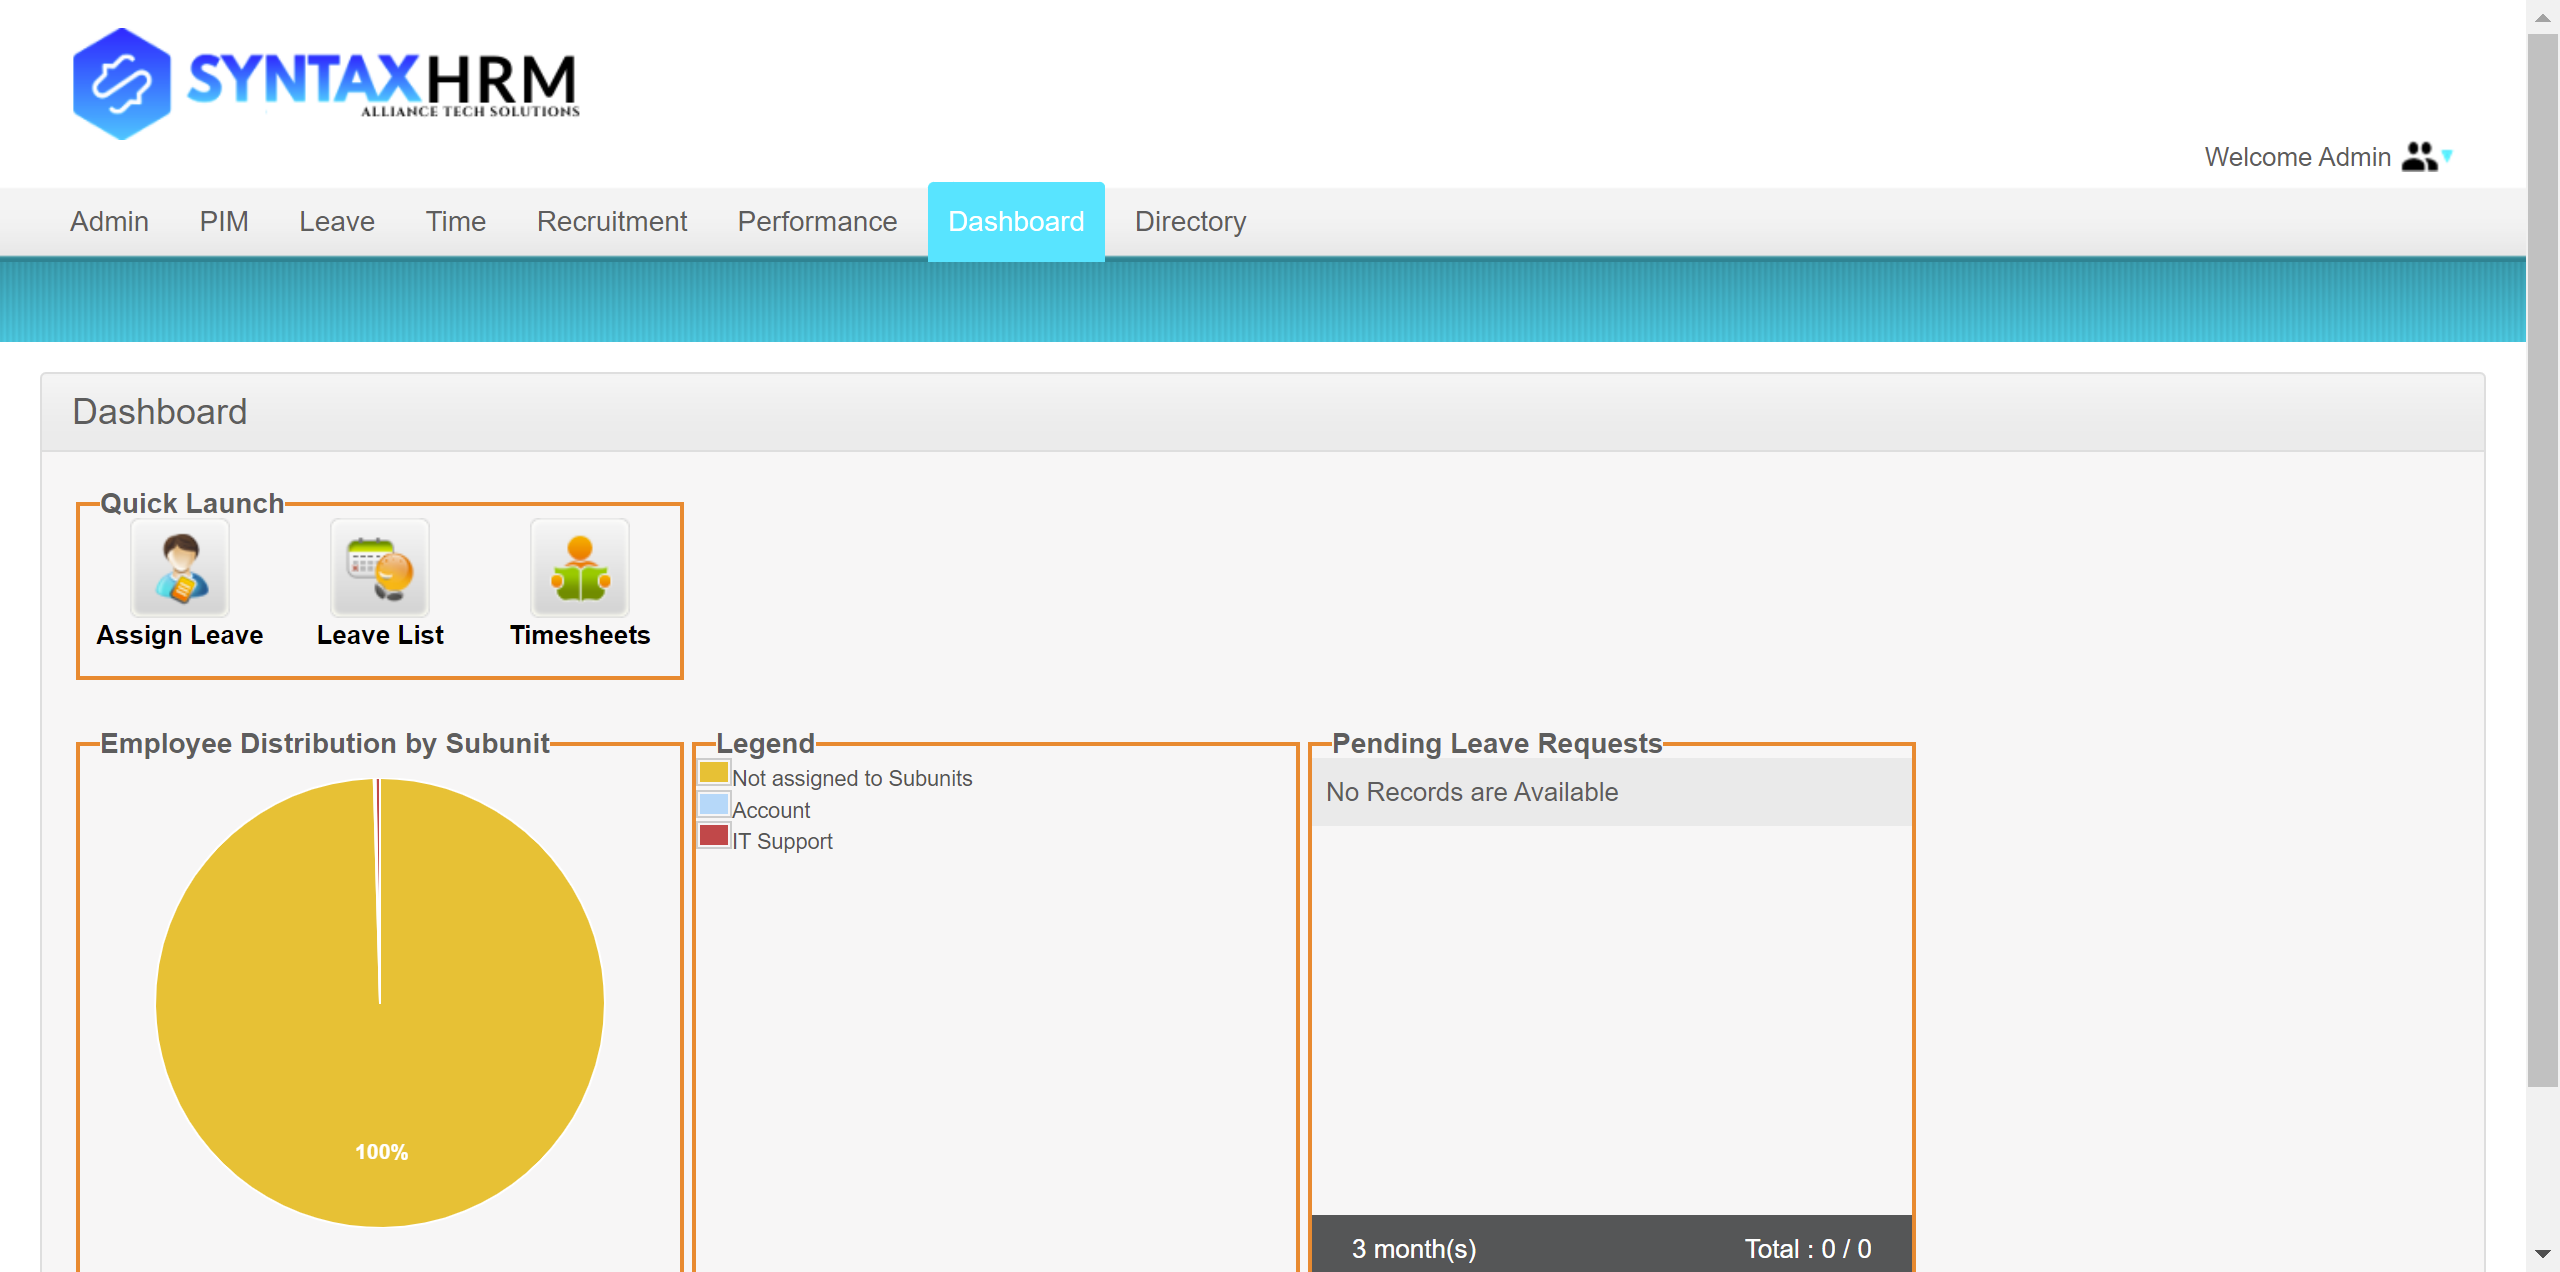 SYNTAXHRM
ALLIANCE TECH SOLUTIONS
Welcome Admin
Admin PIM Leave Time Recruitment Performance Dashboard Directory
Dashboard
Quick Launch
Assign Leave Leave List Timesheets
Employee Distribution by Subunit
100%
Legend
Not assigned to Subunits
Account
IT Support
Pending Leave Requests
No Records are Available
3 month(s) Total : 0 / 0